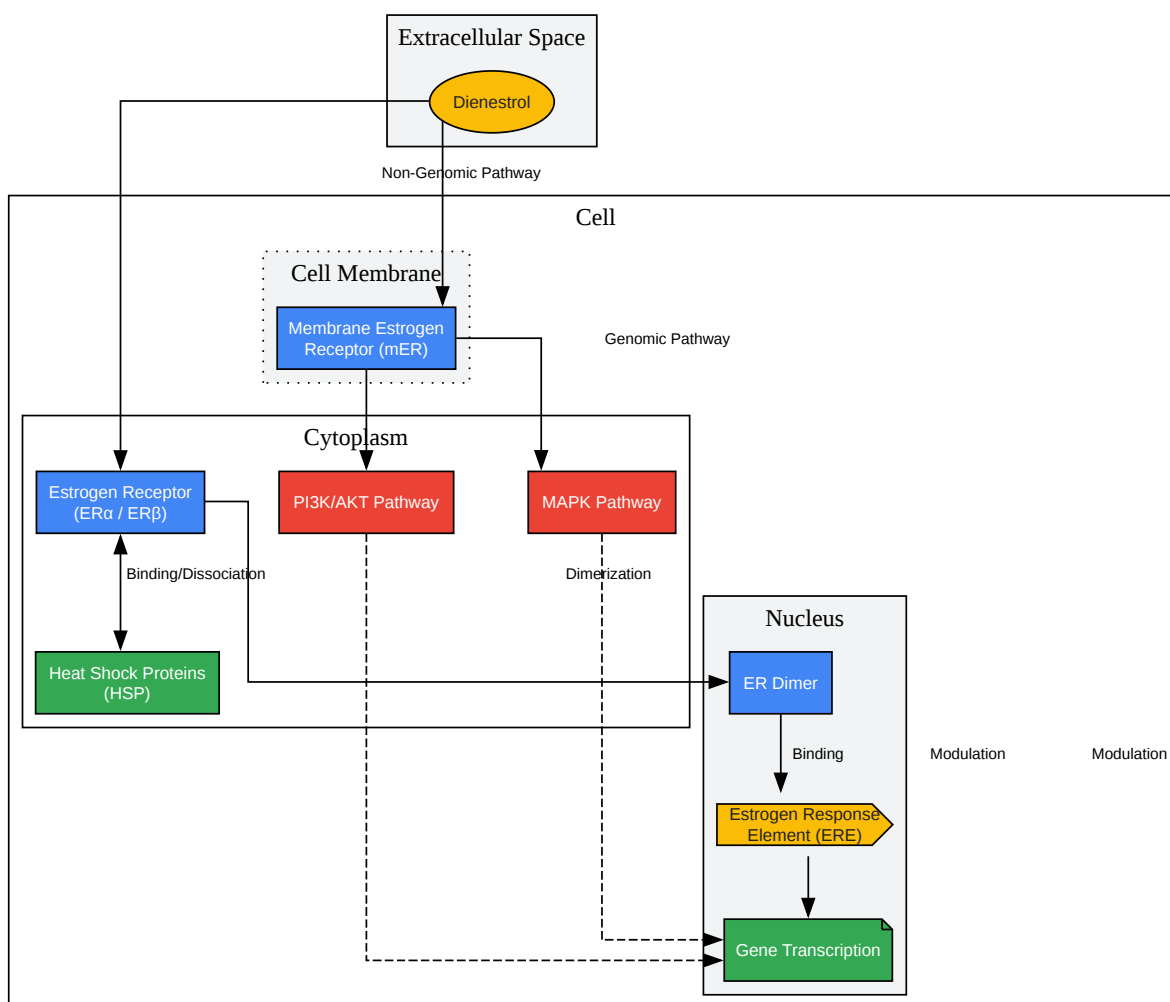 Extracellular Space
Dienestrol
Non-Genomic Pathway
Cell
Cell Membrane
Membrane Estrogen
Receptor (mER)
Genomic Pathway
Cytoplasm
Estrogen Receptor
(ERα / ERβ)
PI3K/AKT Pathway
MAPK Pathway
Binding/Dissociation
Dimerization
Nucleus
Heat Shock Proteins
(HSP)
ER Dimer
Binding
Modulation
Modulation
Estrogen Response
Element (ERE)
Gene Transcription